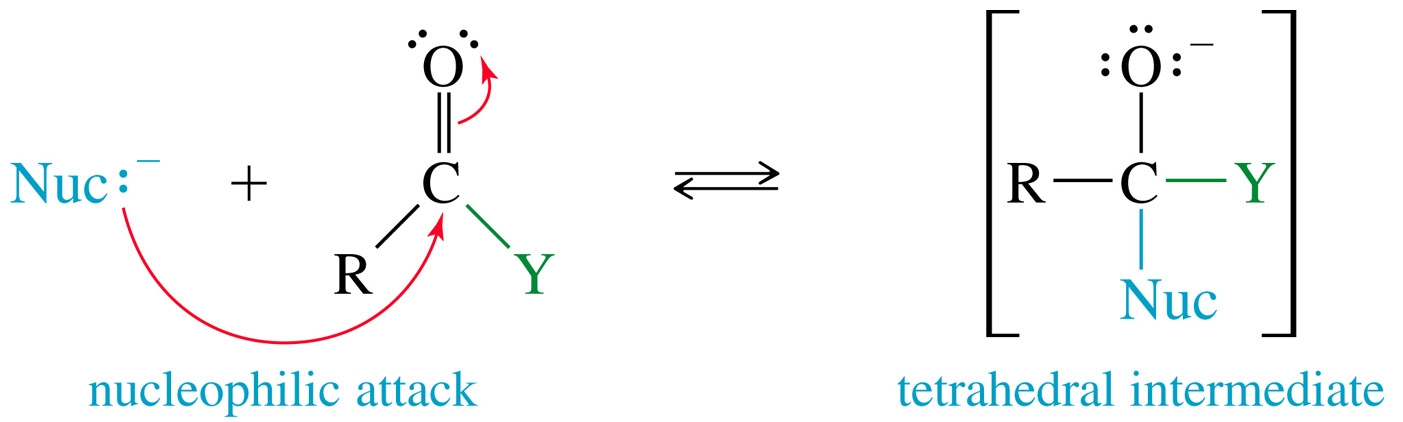 O
O
Nuc:⁻ + C ⇌ R—C—Y
R Y
Nuc
nucleophilic attack tetrahedral intermediate